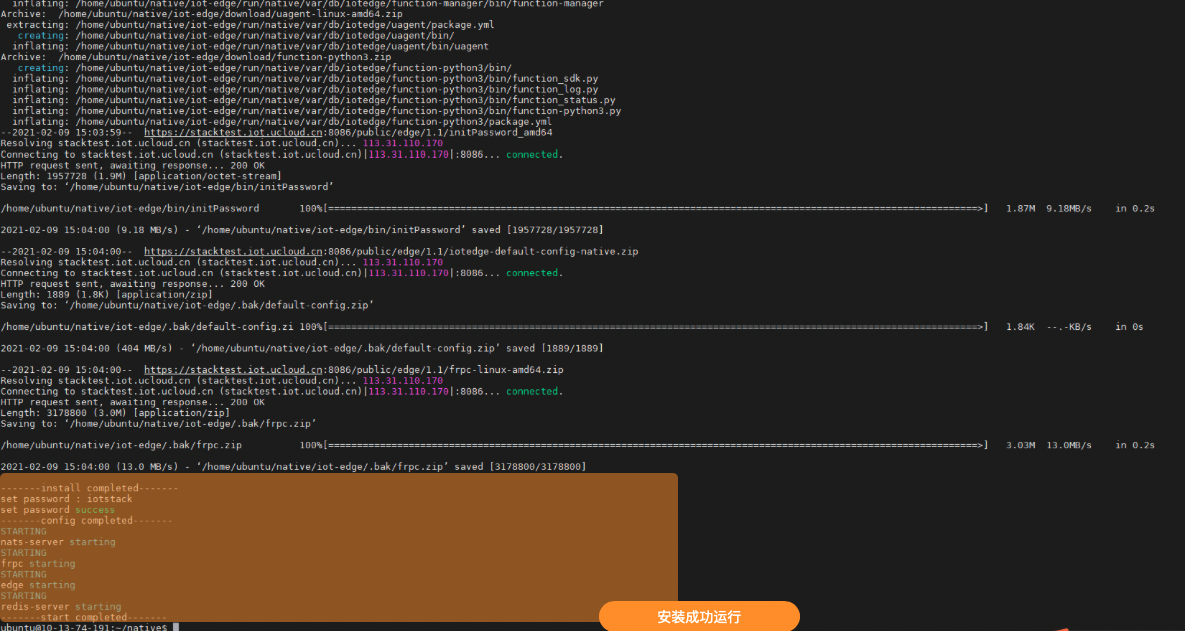 inflating: /home/ubuntu/native/iot-edge/run/native/var/db/iotedge/function-manager/bin/function-manager
Archive:  /home/ubuntu/native/iot-edge/download/uagent-linux-amd64.zip
extracting: /home/ubuntu/native/iot-edge/run/native/var/db/iotedge/uagent/package.yml
creating: /home/ubuntu/native/iot-edge/run/native/var/db/iotedge/uagent/bin/
inflating: /home/ubuntu/native/iot-edge/run/native/var/db/iotedge/uagent/bin/uagent
Archive:  /home/ubuntu/native/iot-edge/download/function-python3.zip
creating: /home/ubuntu/native/iot-edge/run/native/var/db/iotedge/function-python3/bin/
inflating: /home/ubuntu/native/iot-edge/run/native/var/db/iotedge/function-python3/bin/function_sdk.py
inflating: /home/ubuntu/native/iot-edge/run/native/var/db/iotedge/function-python3/bin/function_log.py
inflating: /home/ubuntu/native/iot-edge/run/native/var/db/iotedge/function-python3/bin/function_status.py
inflating: /home/ubuntu/native/iot-edge/run/native/var/db/iotedge/function-python3/bin/function-python3.py
inflating: /home/ubuntu/native/iot-edge/run/native/var/db/iotedge/function-python3/package.yml
--2021-02-09 15:03:59--  https://stacktest.iot.ucloud.cn:8086/public/edge/1.1/initPassword_amd64
Resolving stacktest.iot.ucloud.cn (stacktest.iot.ucloud.cn)... 113.31.110.170
Connecting to stacktest.iot.ucloud.cn (stacktest.iot.ucloud.cn)|113.31.110.170|:8086... connected.
HTTP request sent, awaiting response... 200 OK
Length: 1957728 (1.9M) [application/octet-stream]
Saving to: ‘/home/ubuntu/native/iot-edge/bin/initPassword’
/home/ubuntu/native/iot-edge/bin/initPassword 100%[=================================================>] 1.87M 9.18MB/s in 0.2s
2021-02-09 15:04:00 (9.18 MB/s) - ‘/home/ubuntu/native/iot-edge/bin/initPassword’ saved [1957728/1957728]
--2021-02-09 15:04:00--  https://stacktest.iot.ucloud.cn:8086/public/edge/1.1/iotedge-default-config-native.zip
Resolving stacktest.iot.ucloud.cn (stacktest.iot.ucloud.cn)... 113.31.110.170
Connecting to stacktest.iot.ucloud.cn (stacktest.iot.ucloud.cn)|113.31.110.170|:8086... connected.
HTTP request sent, awaiting response... 200 OK
Length: 1889 (1.8K) [application/zip]
Saving to: ‘/home/ubuntu/native/iot-edge/.bak/default-config.zip’
/home/ubuntu/native/iot-edge/.bak/default-config.zi 100%[=================================================>] 1.84K --.-KB/s in 0s
2021-02-09 15:04:00 (404 MB/s) - ‘/home/ubuntu/native/iot-edge/.bak/default-config.zip’ saved [1889/1889]
--2021-02-09 15:04:00--  https://stacktest.iot.ucloud.cn:8086/public/edge/1.1/frpc-linux-amd64.zip
Resolving stacktest.iot.ucloud.cn (stacktest.iot.ucloud.cn)... 113.31.110.170
Connecting to stacktest.iot.ucloud.cn (stacktest.iot.ucloud.cn)|113.31.110.170|:8086... connected.
HTTP request sent, awaiting response... 200 OK
Length: 3178800 (3.0M) [application/zip]
Saving to: ‘/home/ubuntu/native/iot-edge/.bak/frpc.zip’
/home/ubuntu/native/iot-edge/.bak/frpc.zip 100%[=================================================>] 3.03M 13.0MB/s in 0.2s
2021-02-09 15:04:00 (13.0 MB/s) - ‘/home/ubuntu/native/iot-edge/.bak/frpc.zip’ saved [3178800/3178800]
-------install completed-------
set password : iotstack
set password success
-------config completed-------
STARTING
nats-server starting
STARTING
frpc starting
STARTING
edge starting
STARTING
redis-server starting
-------start completed-------
安装成功运行
ubuntu@10-13-74-191:~/native$